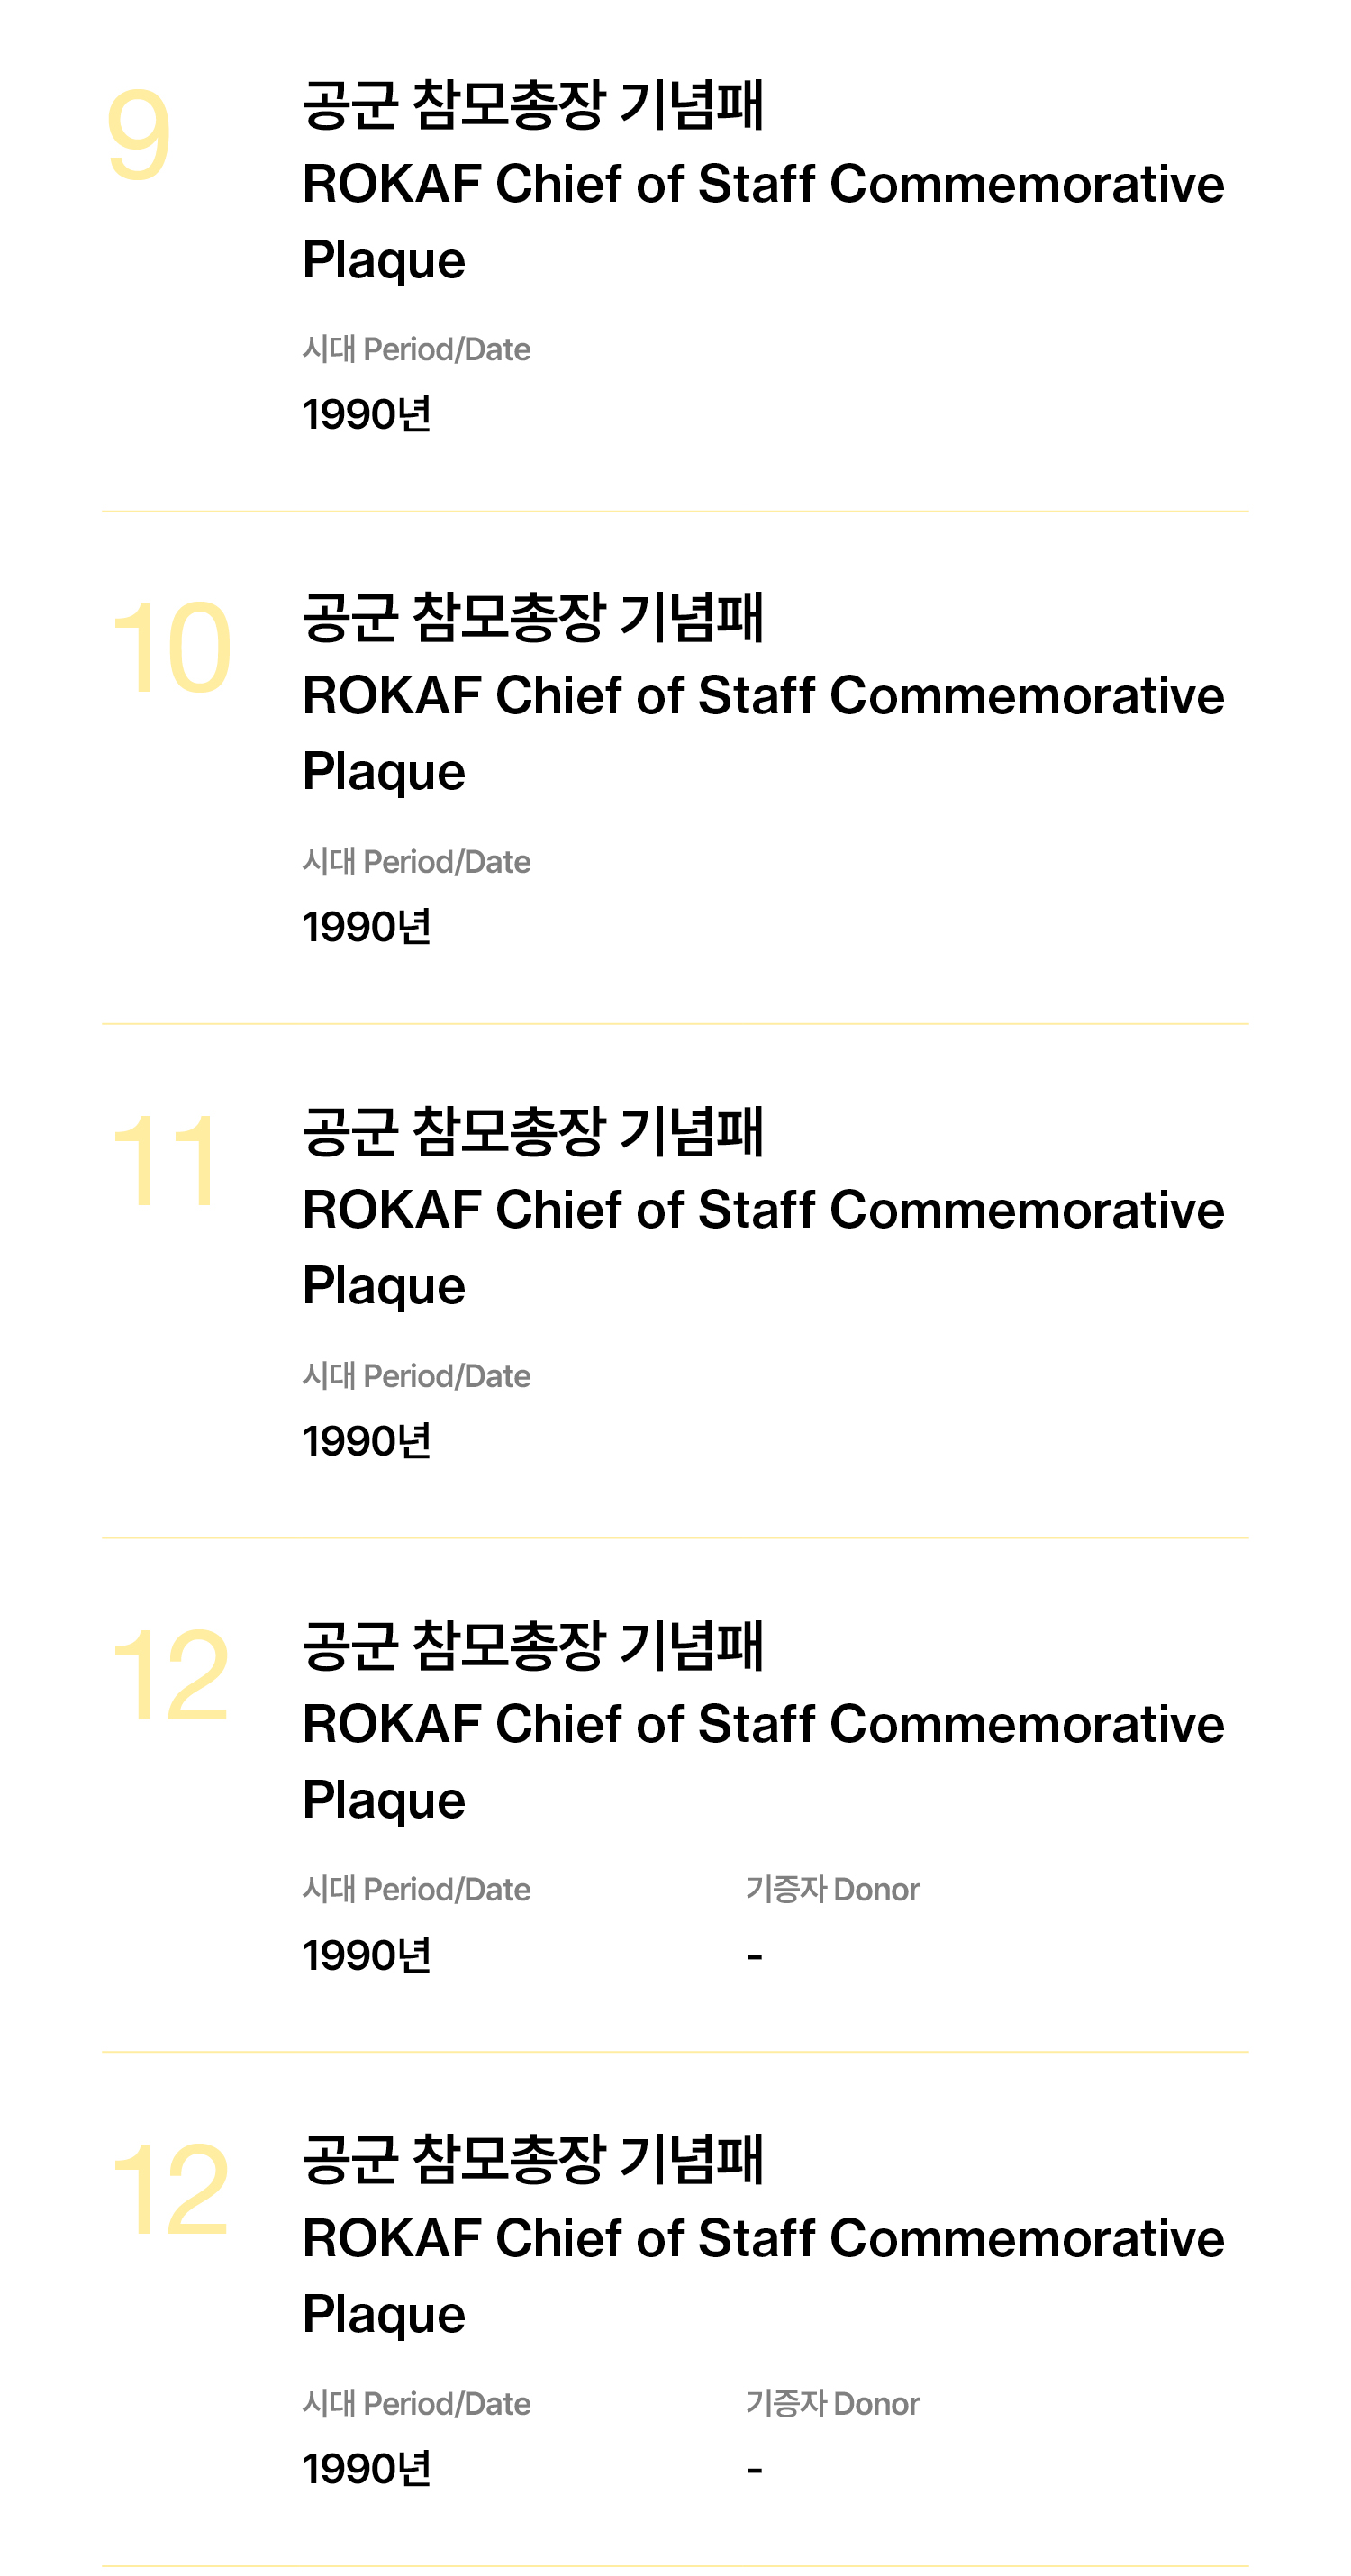 9
공군 참모총장 기념패
ROKAF Chief of Staff Commemorative
Plaque
시대 Period/Date
1990년
10
공군 참모총장 기념패
ROKAF Chief of Staff Commemorative
Plaque
시대 Period/Date
1990년
11
공군 참모총장 기념패
ROKAF Chief of Staff Commemorative
Plaque
시대 Period/Date
1990년
12
공군 참모총장 기념패
ROKAF Chief of Staff Commemorative
Plaque
시대 Period/Date 기증자 Donor
1990년 -
12
공군 참모총장 기념패
ROKAF Chief of Staff Commemorative
Plaque
시대 Period/Date 기증자 Donor
1990년 -